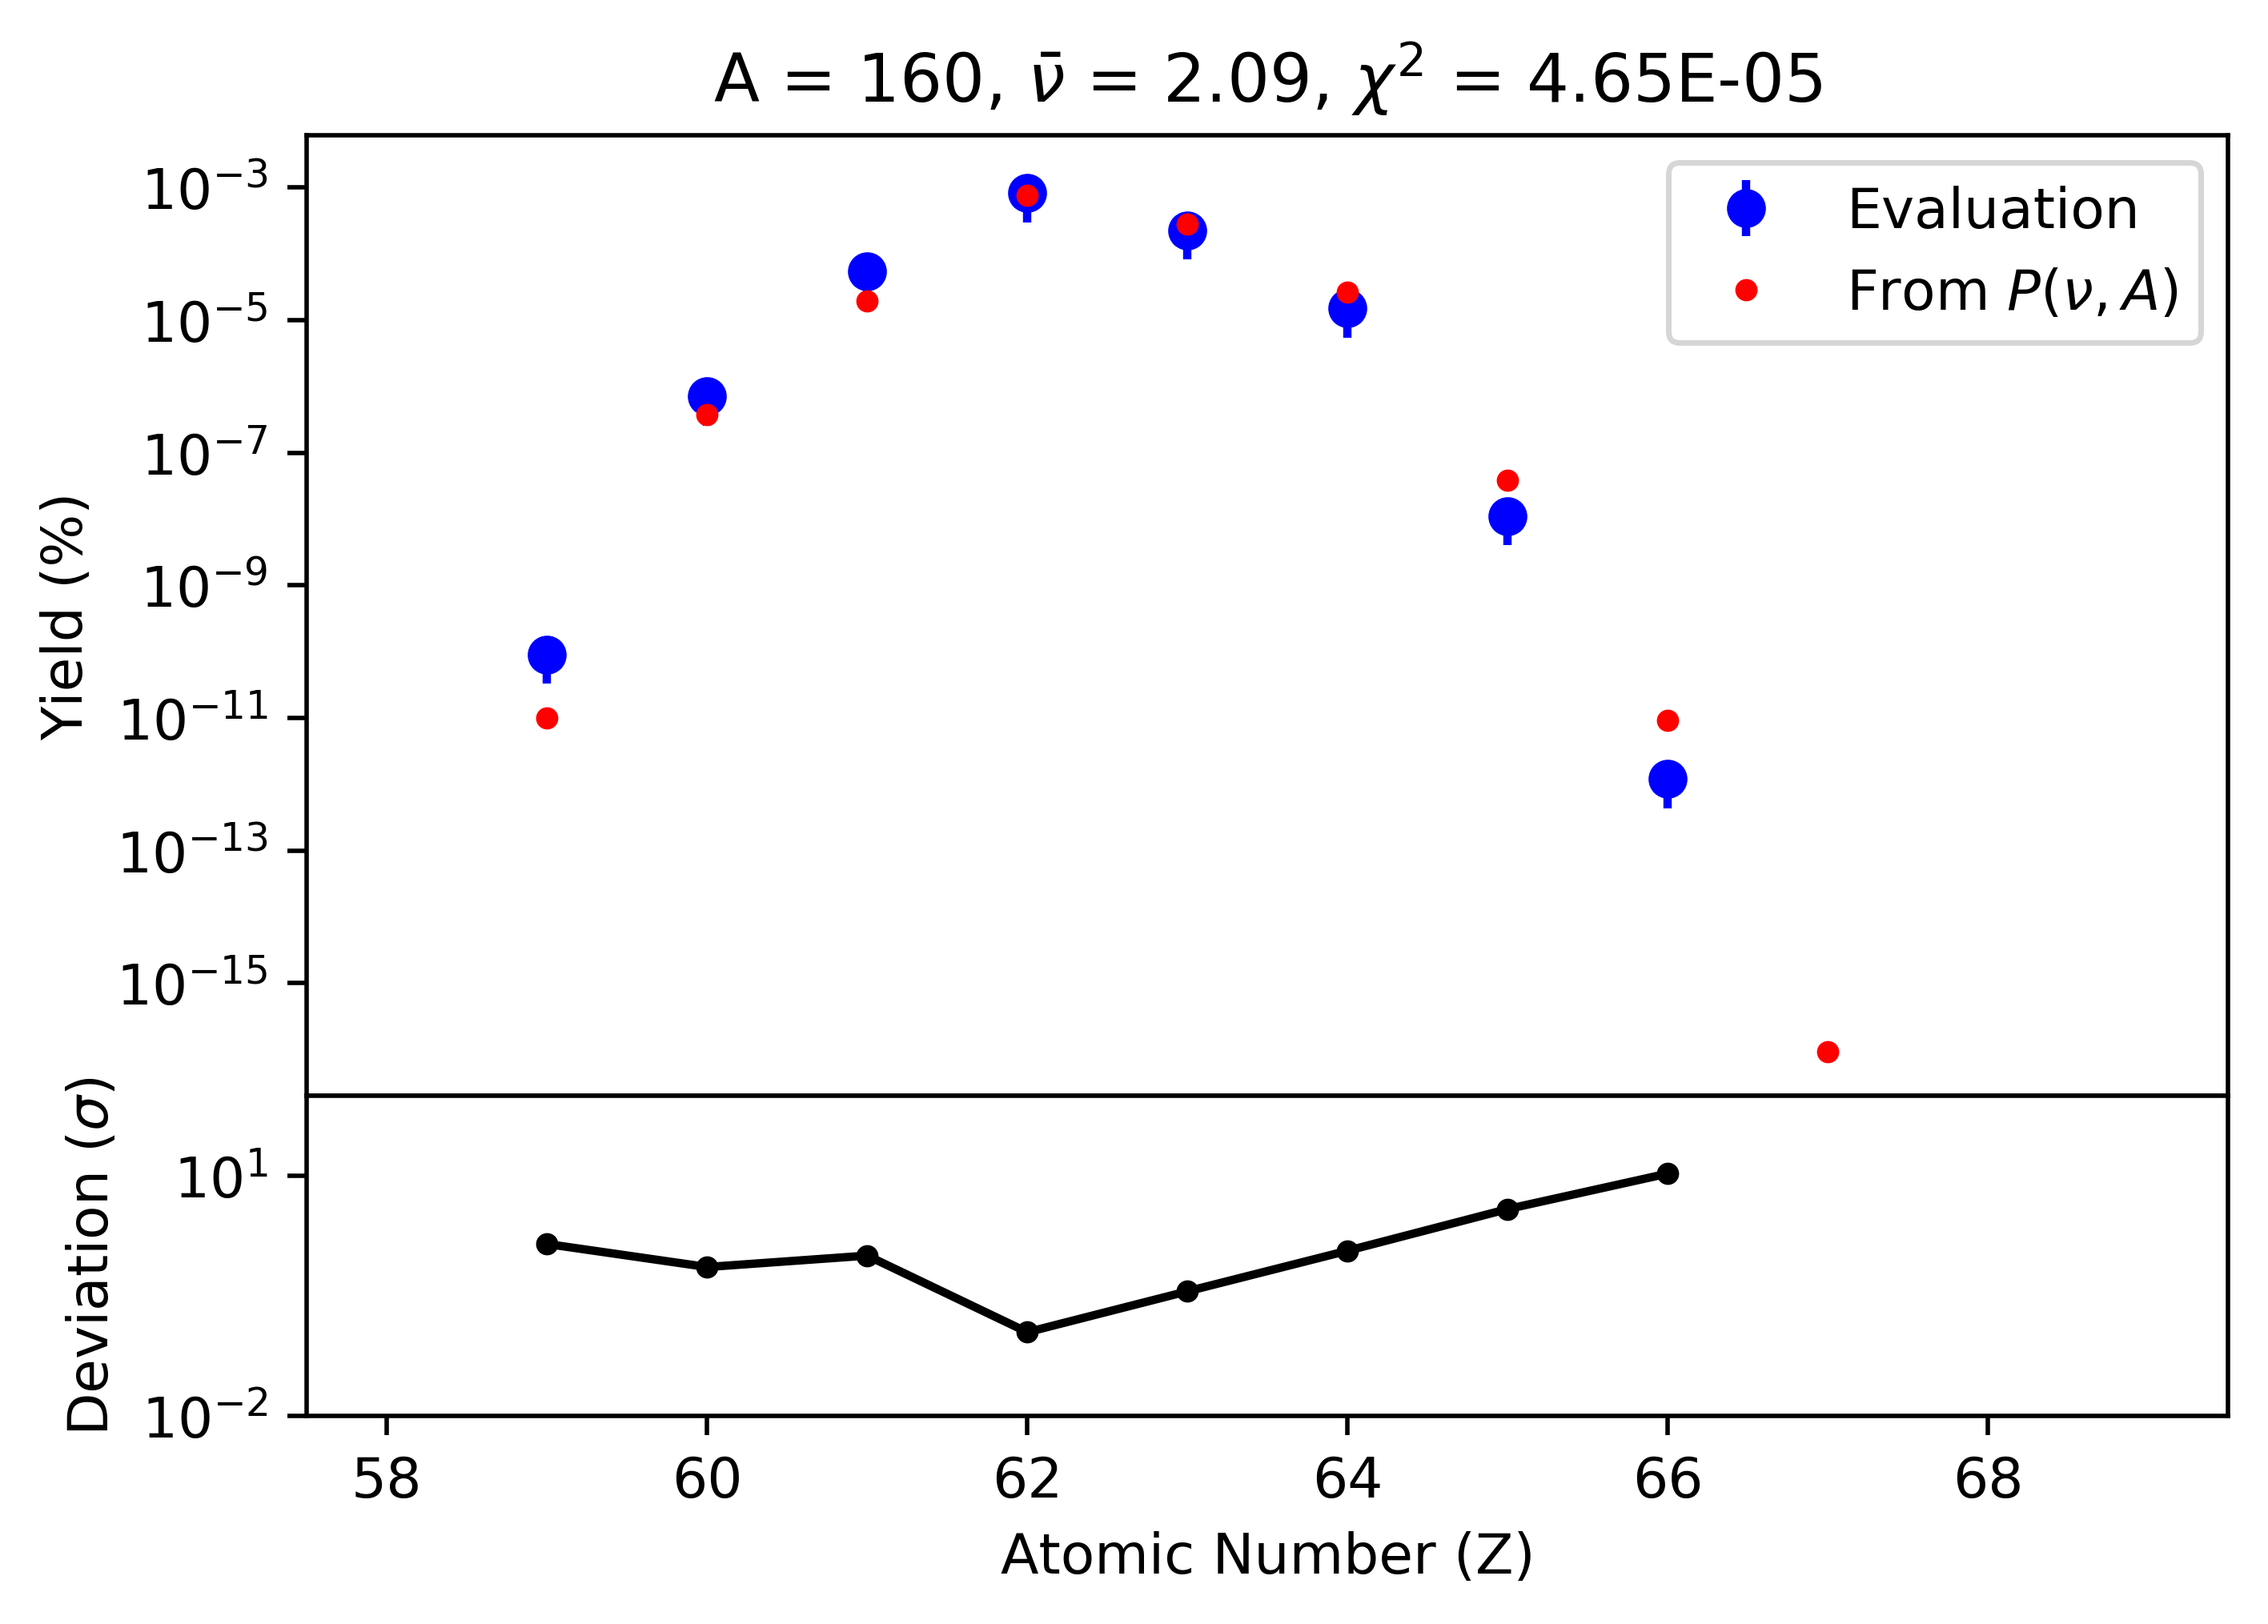 A = 160, ν̄ = 2.09, χ² = 4.65E-05
Evaluation
From P(ν, A)
Yield (%)
10⁻³
10⁻⁵
10⁻⁷
10⁻⁹
10⁻¹¹
10⁻¹³
10⁻¹⁵
Deviation (σ)
10¹
10⁻²
58 60 62 64 66 68
Atomic Number (Z)